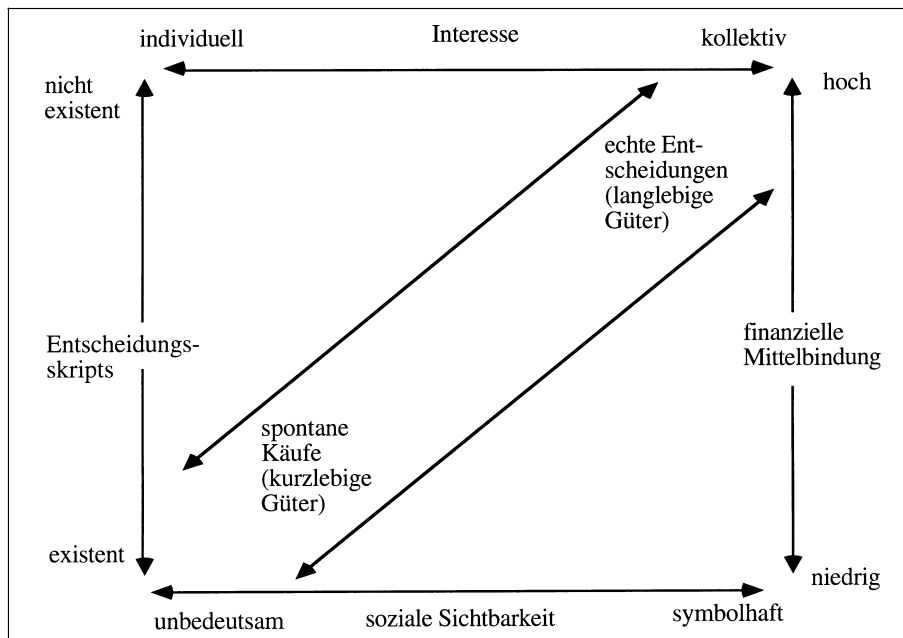 individuell
Interesse
kollektiv
nicht
existent
hoch
echte Ent-
scheidungen
(langlebige
Güter)
Entscheidungs-
skripts
finanzielle
Mittelbindung
spontane
Käufe
(kurzlebige
Güter)
existent
niedrig
unbedeutsam
soziale Sichtbarkeit
symbolhaft